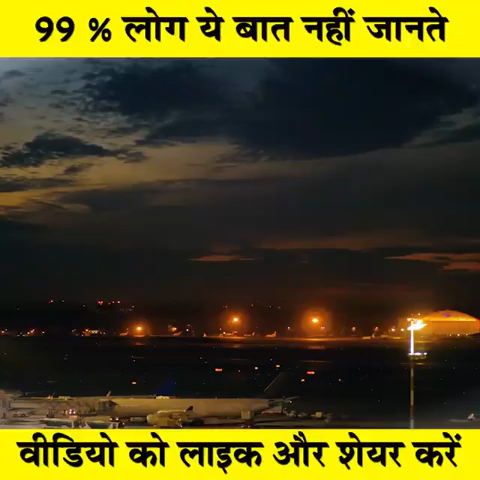 99 % लोग ये बात नहीं जानते
वीडियो को लाइक और शेयर करें